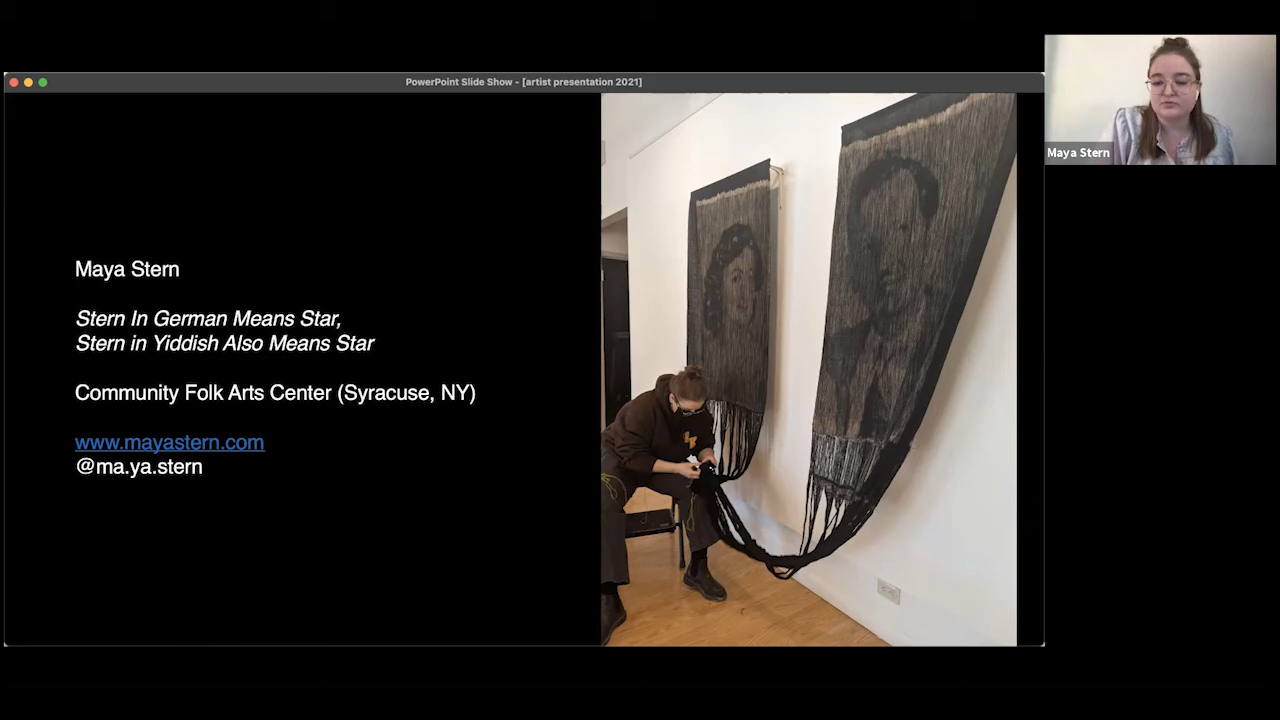 PowerPoint Slide Show - [artist presentation 2021]
Maya Stern
Stern In German Means Star,
Stern in Yiddish Also Means Star
Community Folk Arts Center (Syracuse, NY)
www.mayastern.com
@ma.ya.stern
Maya Stern